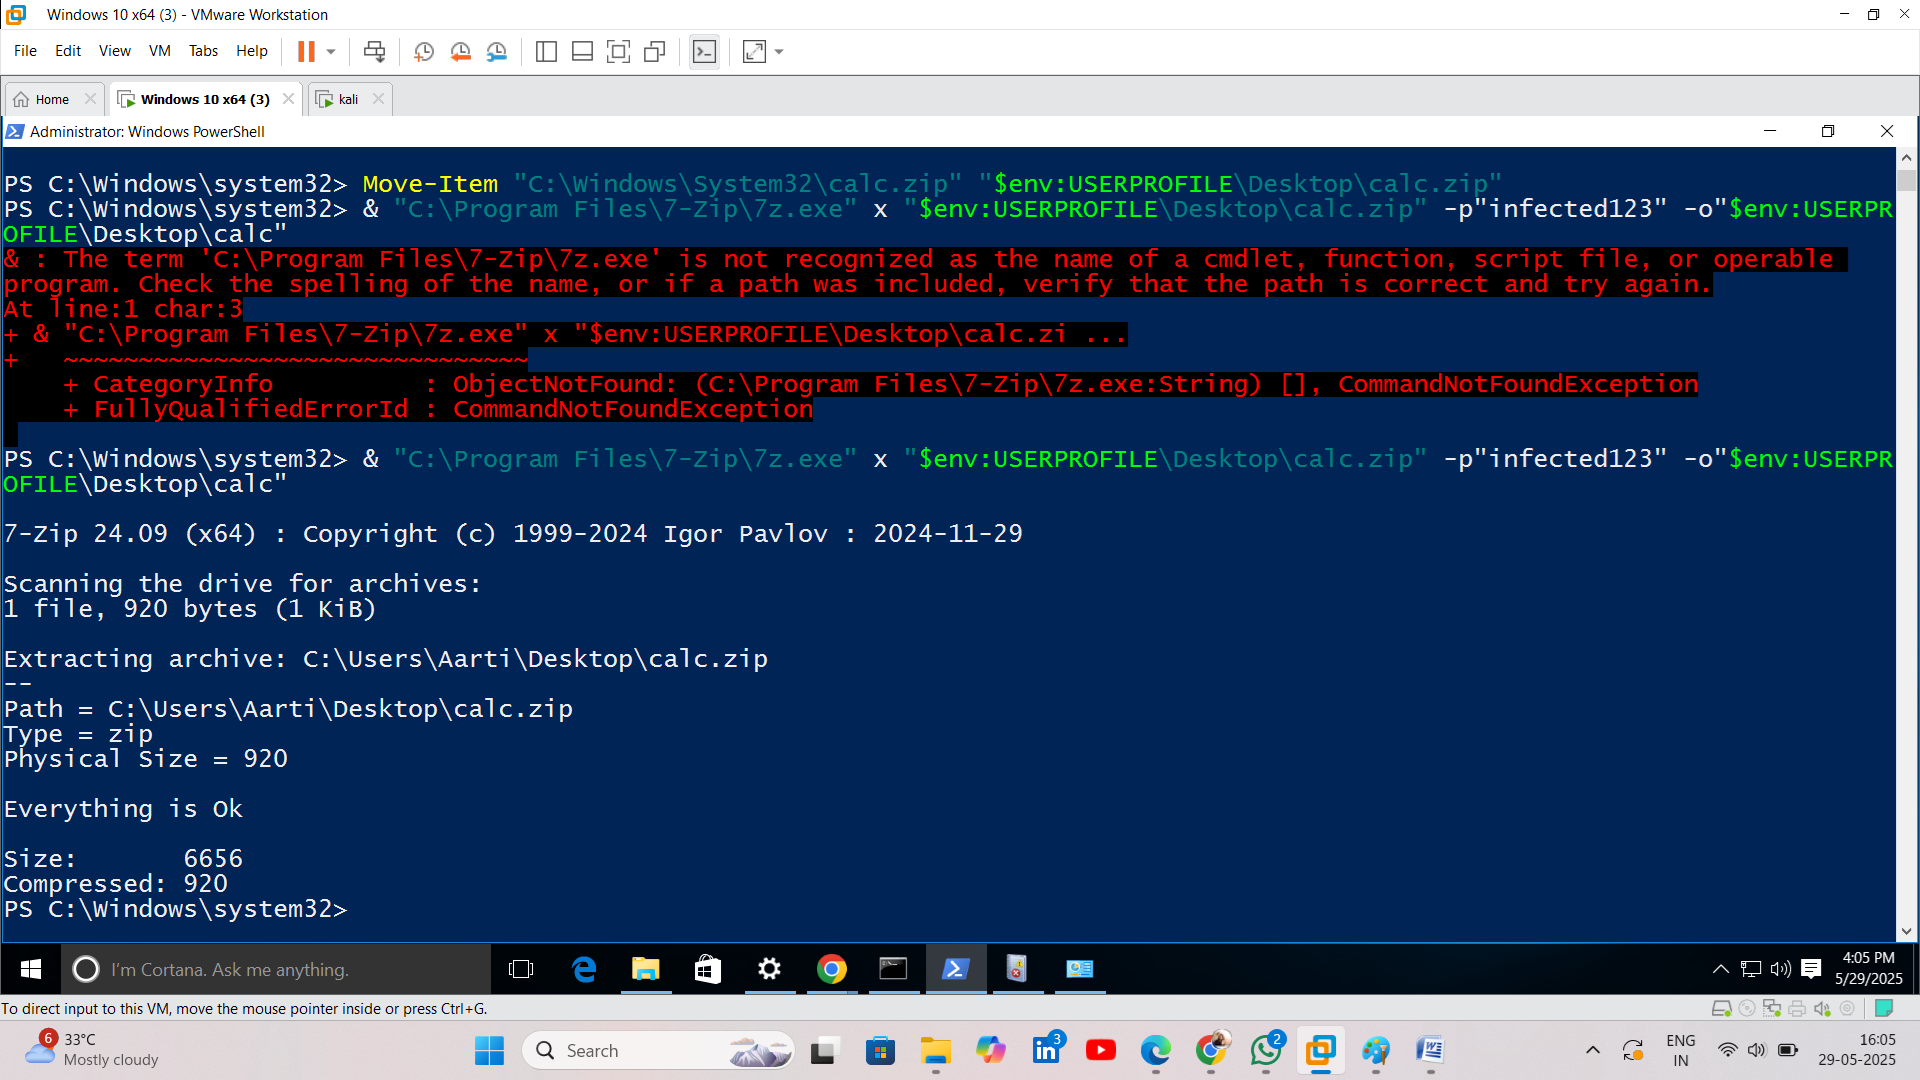 Windows 10 x64 (3) - VMware Workstation
File Edit View VM Tabs Help
Home Windows 10 x64 (3) kali
Administrator: Windows PowerShell
PS C:\Windows\system32> Move-Item "C:\Windows\System32\calc.zip" "$env:USERPROFILE\Desktop\calc.zip"
PS C:\Windows\system32> & "C:\Program Files\7-Zip\7z.exe" x "$env:USERPROFILE\Desktop\calc.zip" -p"infected123" -o"$env:USERPR
OFILE\Desktop\calc"
& : The term 'C:\Program Files\7-Zip\7z.exe' is not recognized as the name of a cmdlet, function, script file, or operable
program. Check the spelling of the name, or if a path was included, verify that the path is correct and try again.
At line:1 char:3
+ & "C:\Program Files\7-Zip\7z.exe" x "$env:USERPROFILE\Desktop\calc.zi ...
+   ~~~~~~~~~~~~~~~~~~~~~~~~~~~~~~~
+ CategoryInfo : ObjectNotFound: (C:\Program Files\7-Zip\7z.exe:String) [], CommandNotFoundException
+ FullyQualifiedErrorId : CommandNotFoundException
PS C:\Windows\system32> & "C:\Program Files\7-Zip\7z.exe" x "$env:USERPROFILE\Desktop\calc.zip" -p"infected123" -o"$env:USERPR
OFILE\Desktop\calc"
7-Zip 24.09 (x64) : Copyright (c) 1999-2024 Igor Pavlov : 2024-11-29
Scanning the drive for archives:
1 file, 920 bytes (1 KiB)
Extracting archive: C:\Users\Aarti\Desktop\calc.zip
--
Path = C:\Users\Aarti\Desktop\calc.zip
Type = zip
Physical Size = 920
Everything is Ok
Size: 6656
Compressed: 920
PS C:\Windows\system32>
I'm Cortana. Ask me anything.
4:05 PM
5/29/2025
To direct input to this VM, move the mouse pointer inside or press Ctrl+G.
6
33°C
Mostly cloudy
Search
3
2
ENG
IN
16:05
29-05-2025